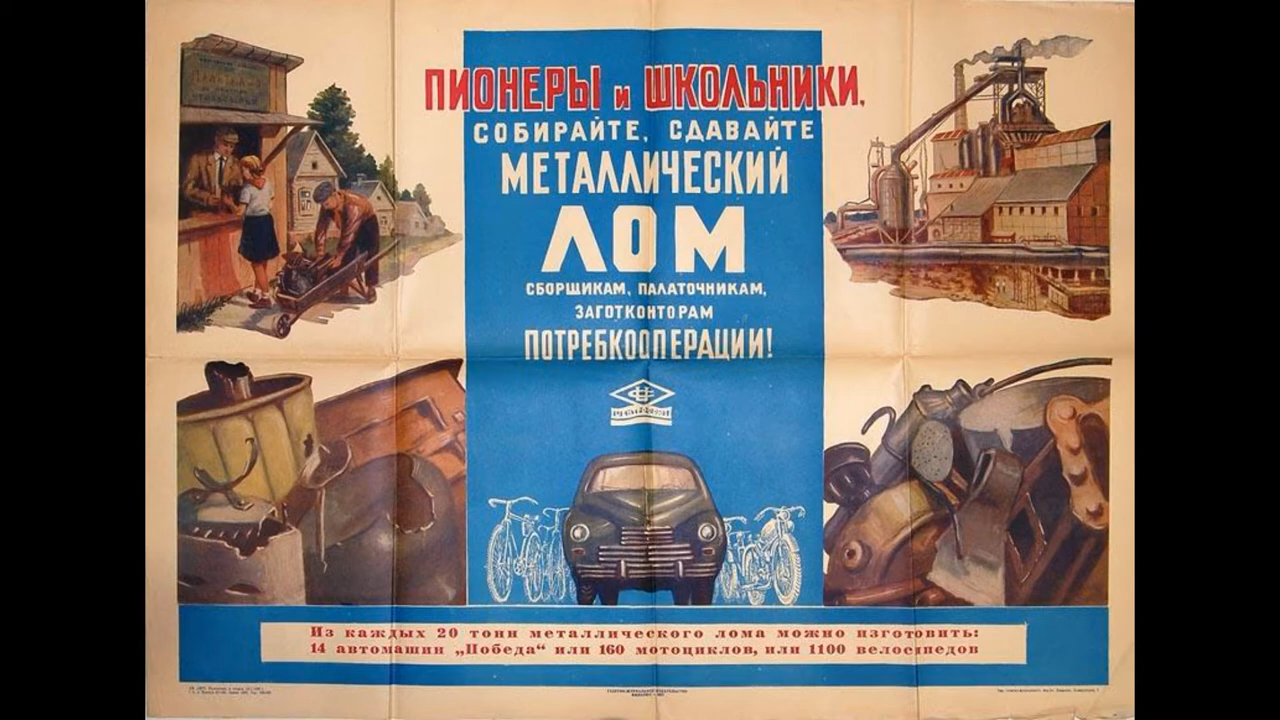 ПИОНЕРЫ и ШКОЛЬНИКИ,
СОБИРАЙТЕ, СДАВАЙТЕ
МЕТАЛЛИЧЕСКИЙ
ЛОМ
СБОРЩИКАМ, ПАЛАТОЧНИКАМ,
ЗАГОТКОНТОРАМ
ПОТРЕБКООПЕРАЦИИ!
Из каждых 20 тонн металлического лома можно изготовить:
14 автомашин „Победа“ или 160 мотоциклов, или 1100 велосипедов